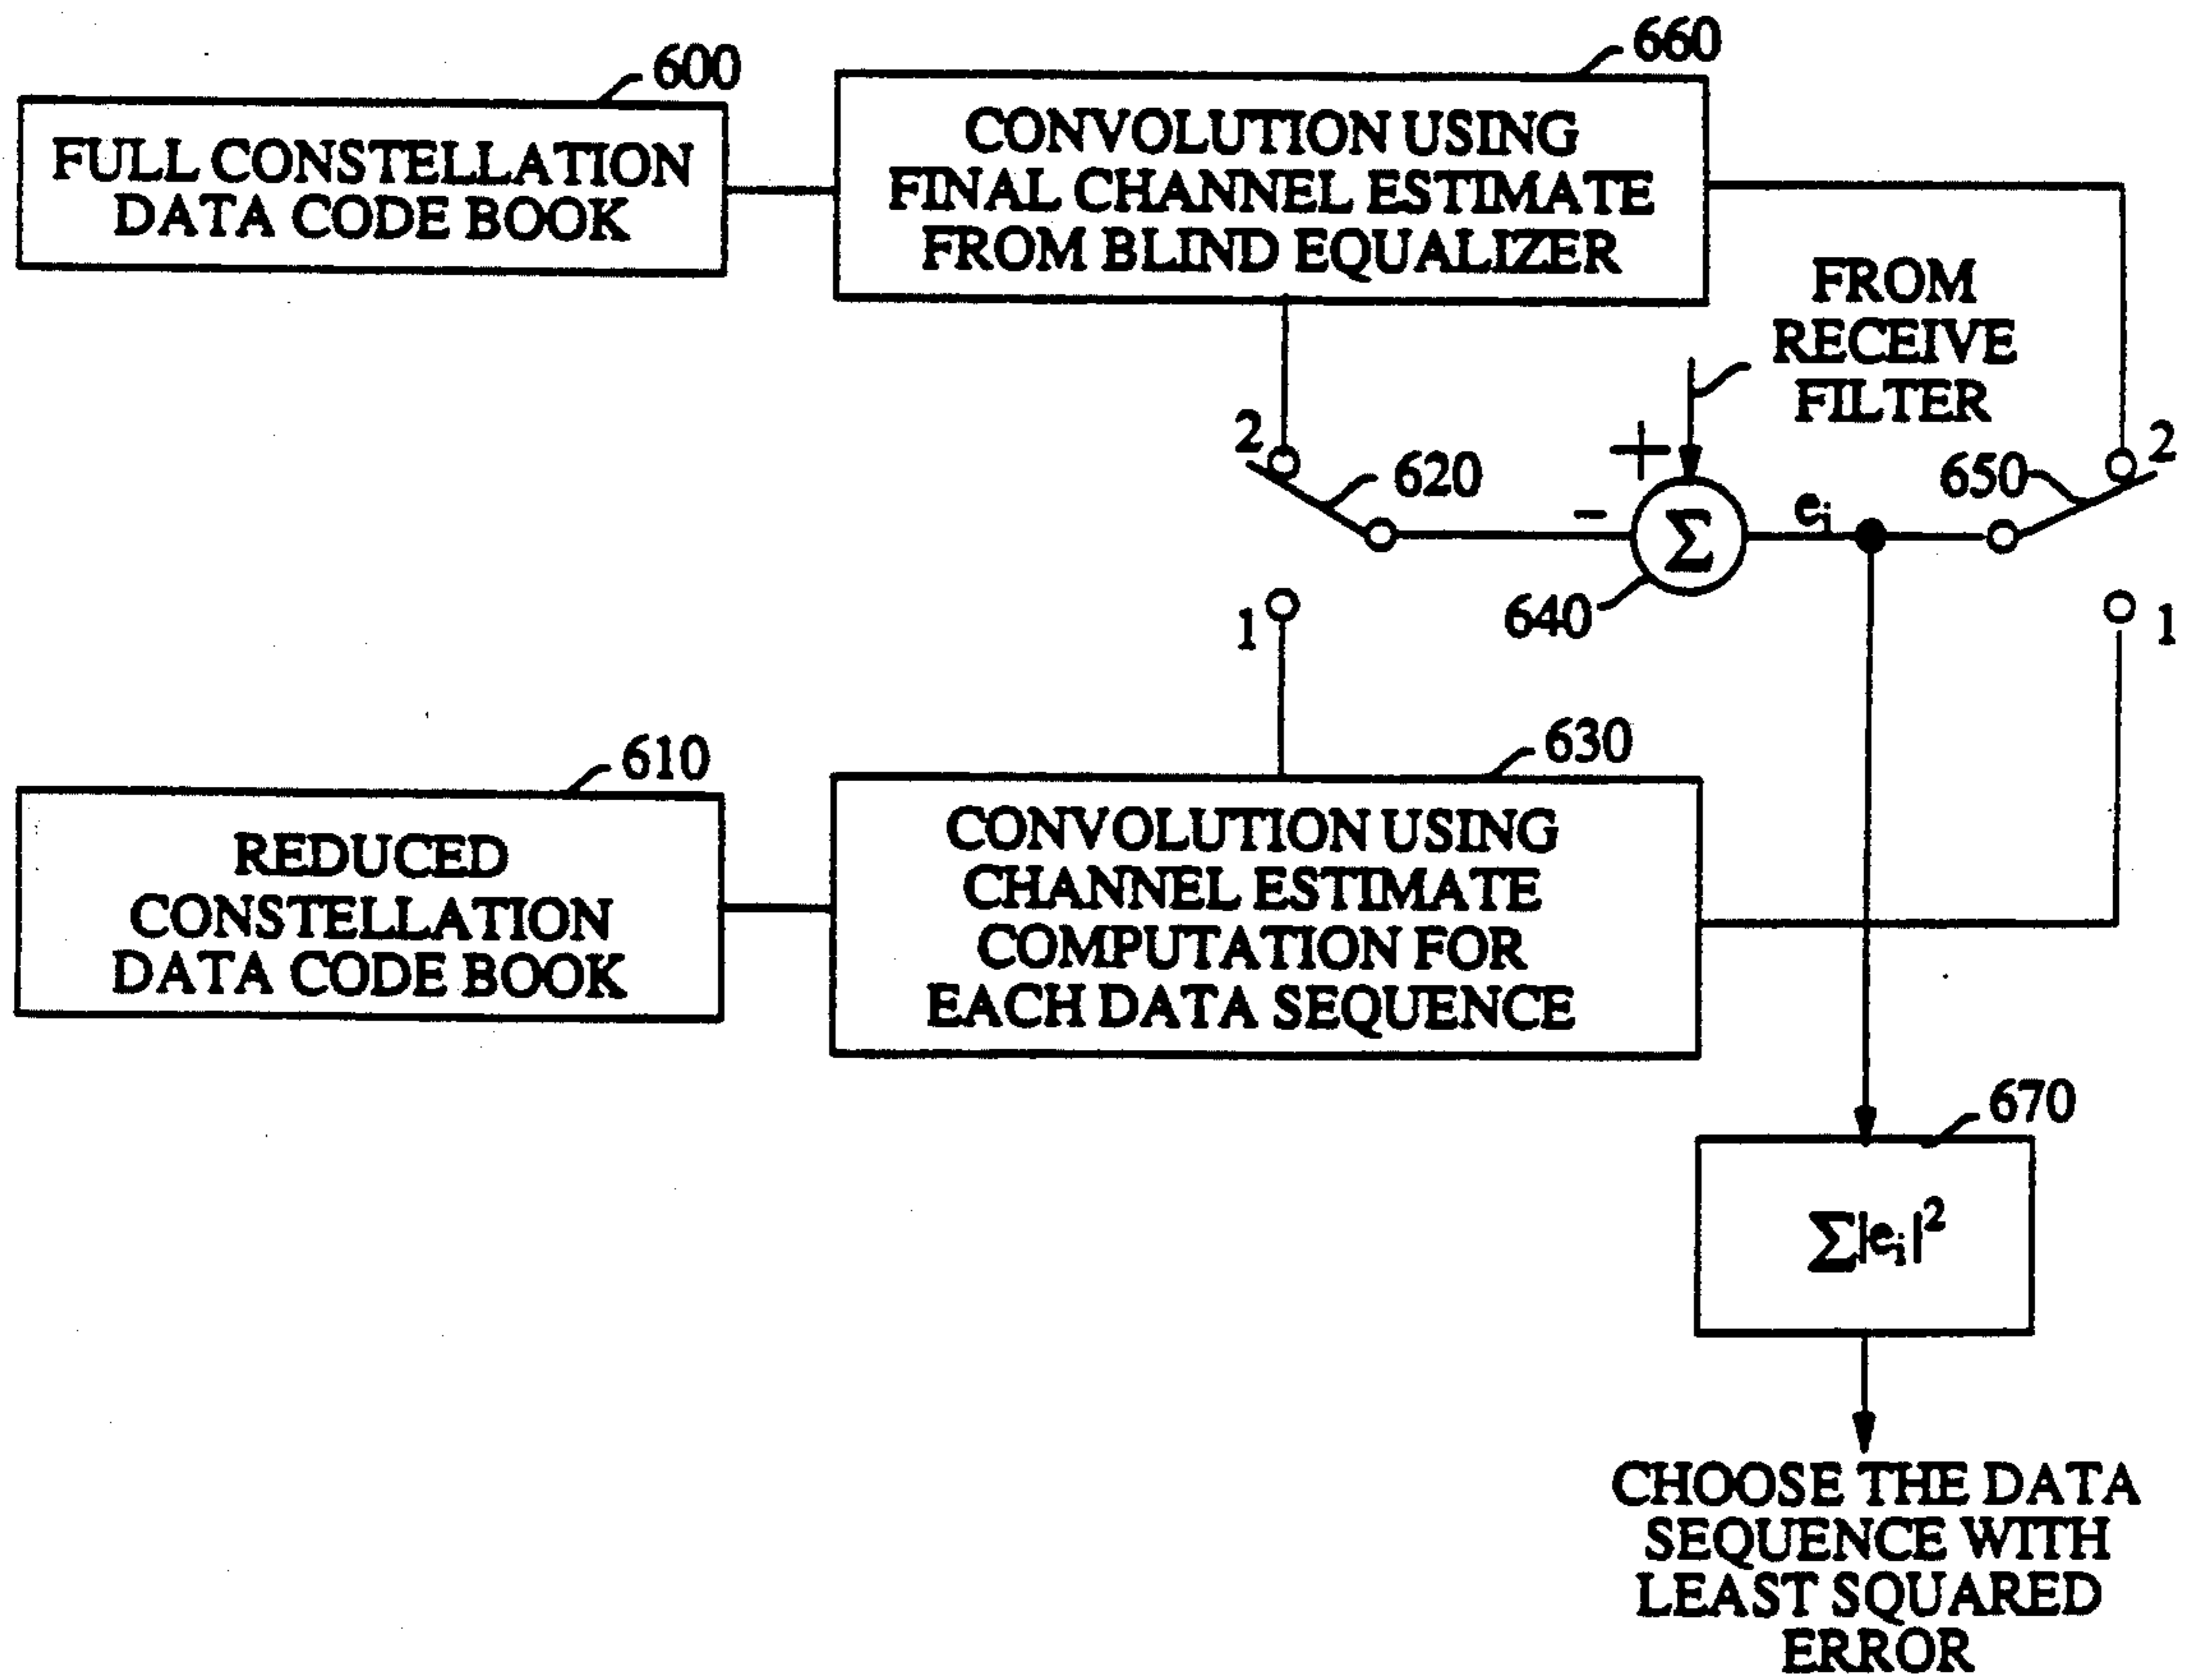 600
660
FULL CONSTELLATION
DATA CODE BOOK
CONVOLUTION USING
FINAL CHANNEL ESTIMATE
FROM BLIND EQUALIZER
FROM
RECEIVE
FILTER
2
620
+
-
Σ
640
e_i
650
2
1
1
610
630
REDUCED
CONSTELLATION
DATA CODE BOOK
CONVOLUTION USING
CHANNEL ESTIMATE
COMPUTATION FOR
EACH DATA SEQUENCE
670
Σ|e_i|²
CHOOSE THE DATA
SEQUENCE WITH
LEAST SQUARED
ERROR